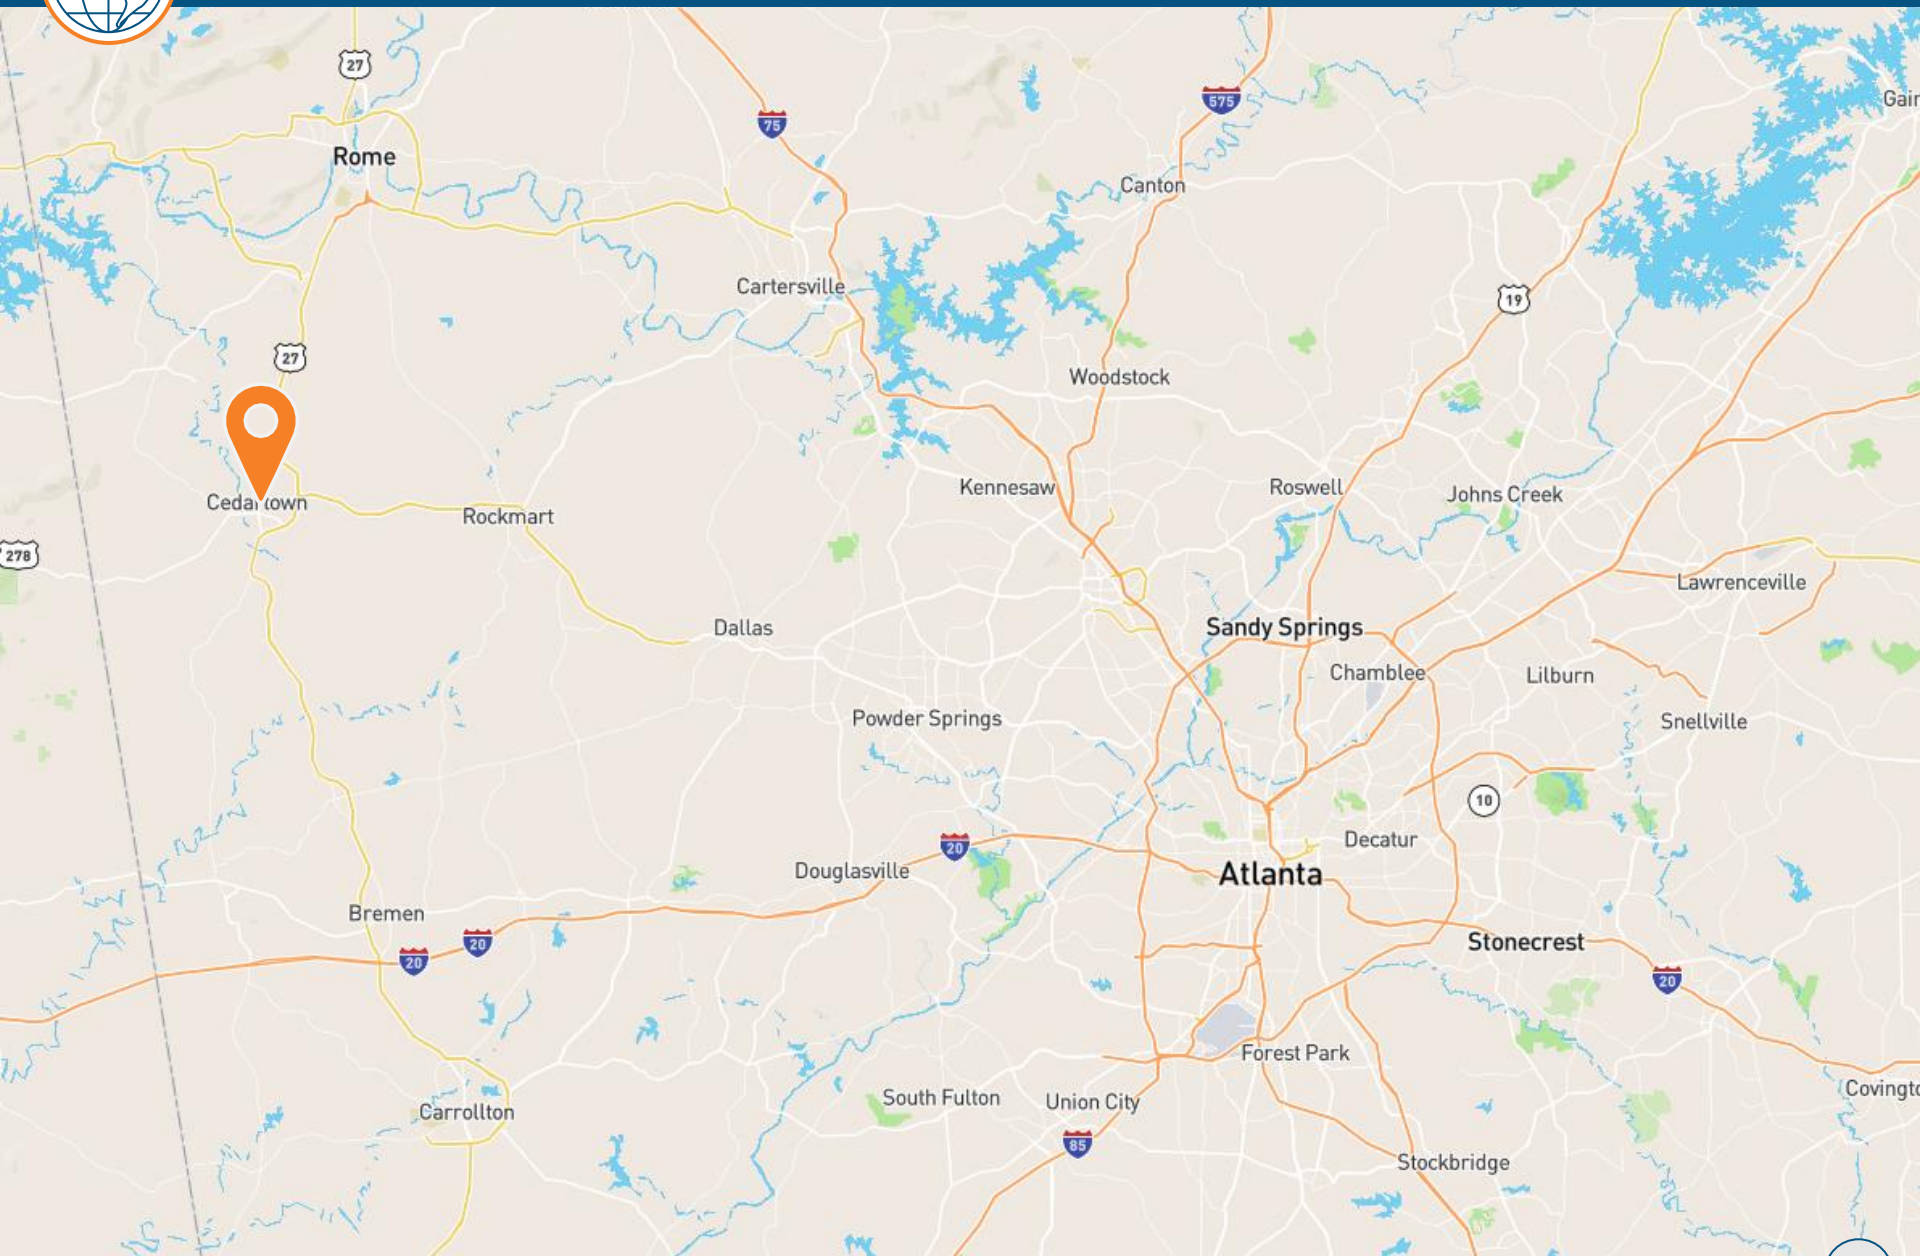 27
575
Gair
75
Rome
Canton
Cartersville
19
27
Woodstock
Kennesaw
Roswell
Johns Creek
Cedartown
Rockmart
278
Lawrenceville
Dallas
Sandy Springs
Chamblee
Lilburn
Powder Springs
Snellville
10
Decatur
20
Douglasville
Atlanta
Bremen
20
Stonecrest
20
20
Forest Park
Covingto
South Fulton
Union City
Carrollton
85
Stockbridge